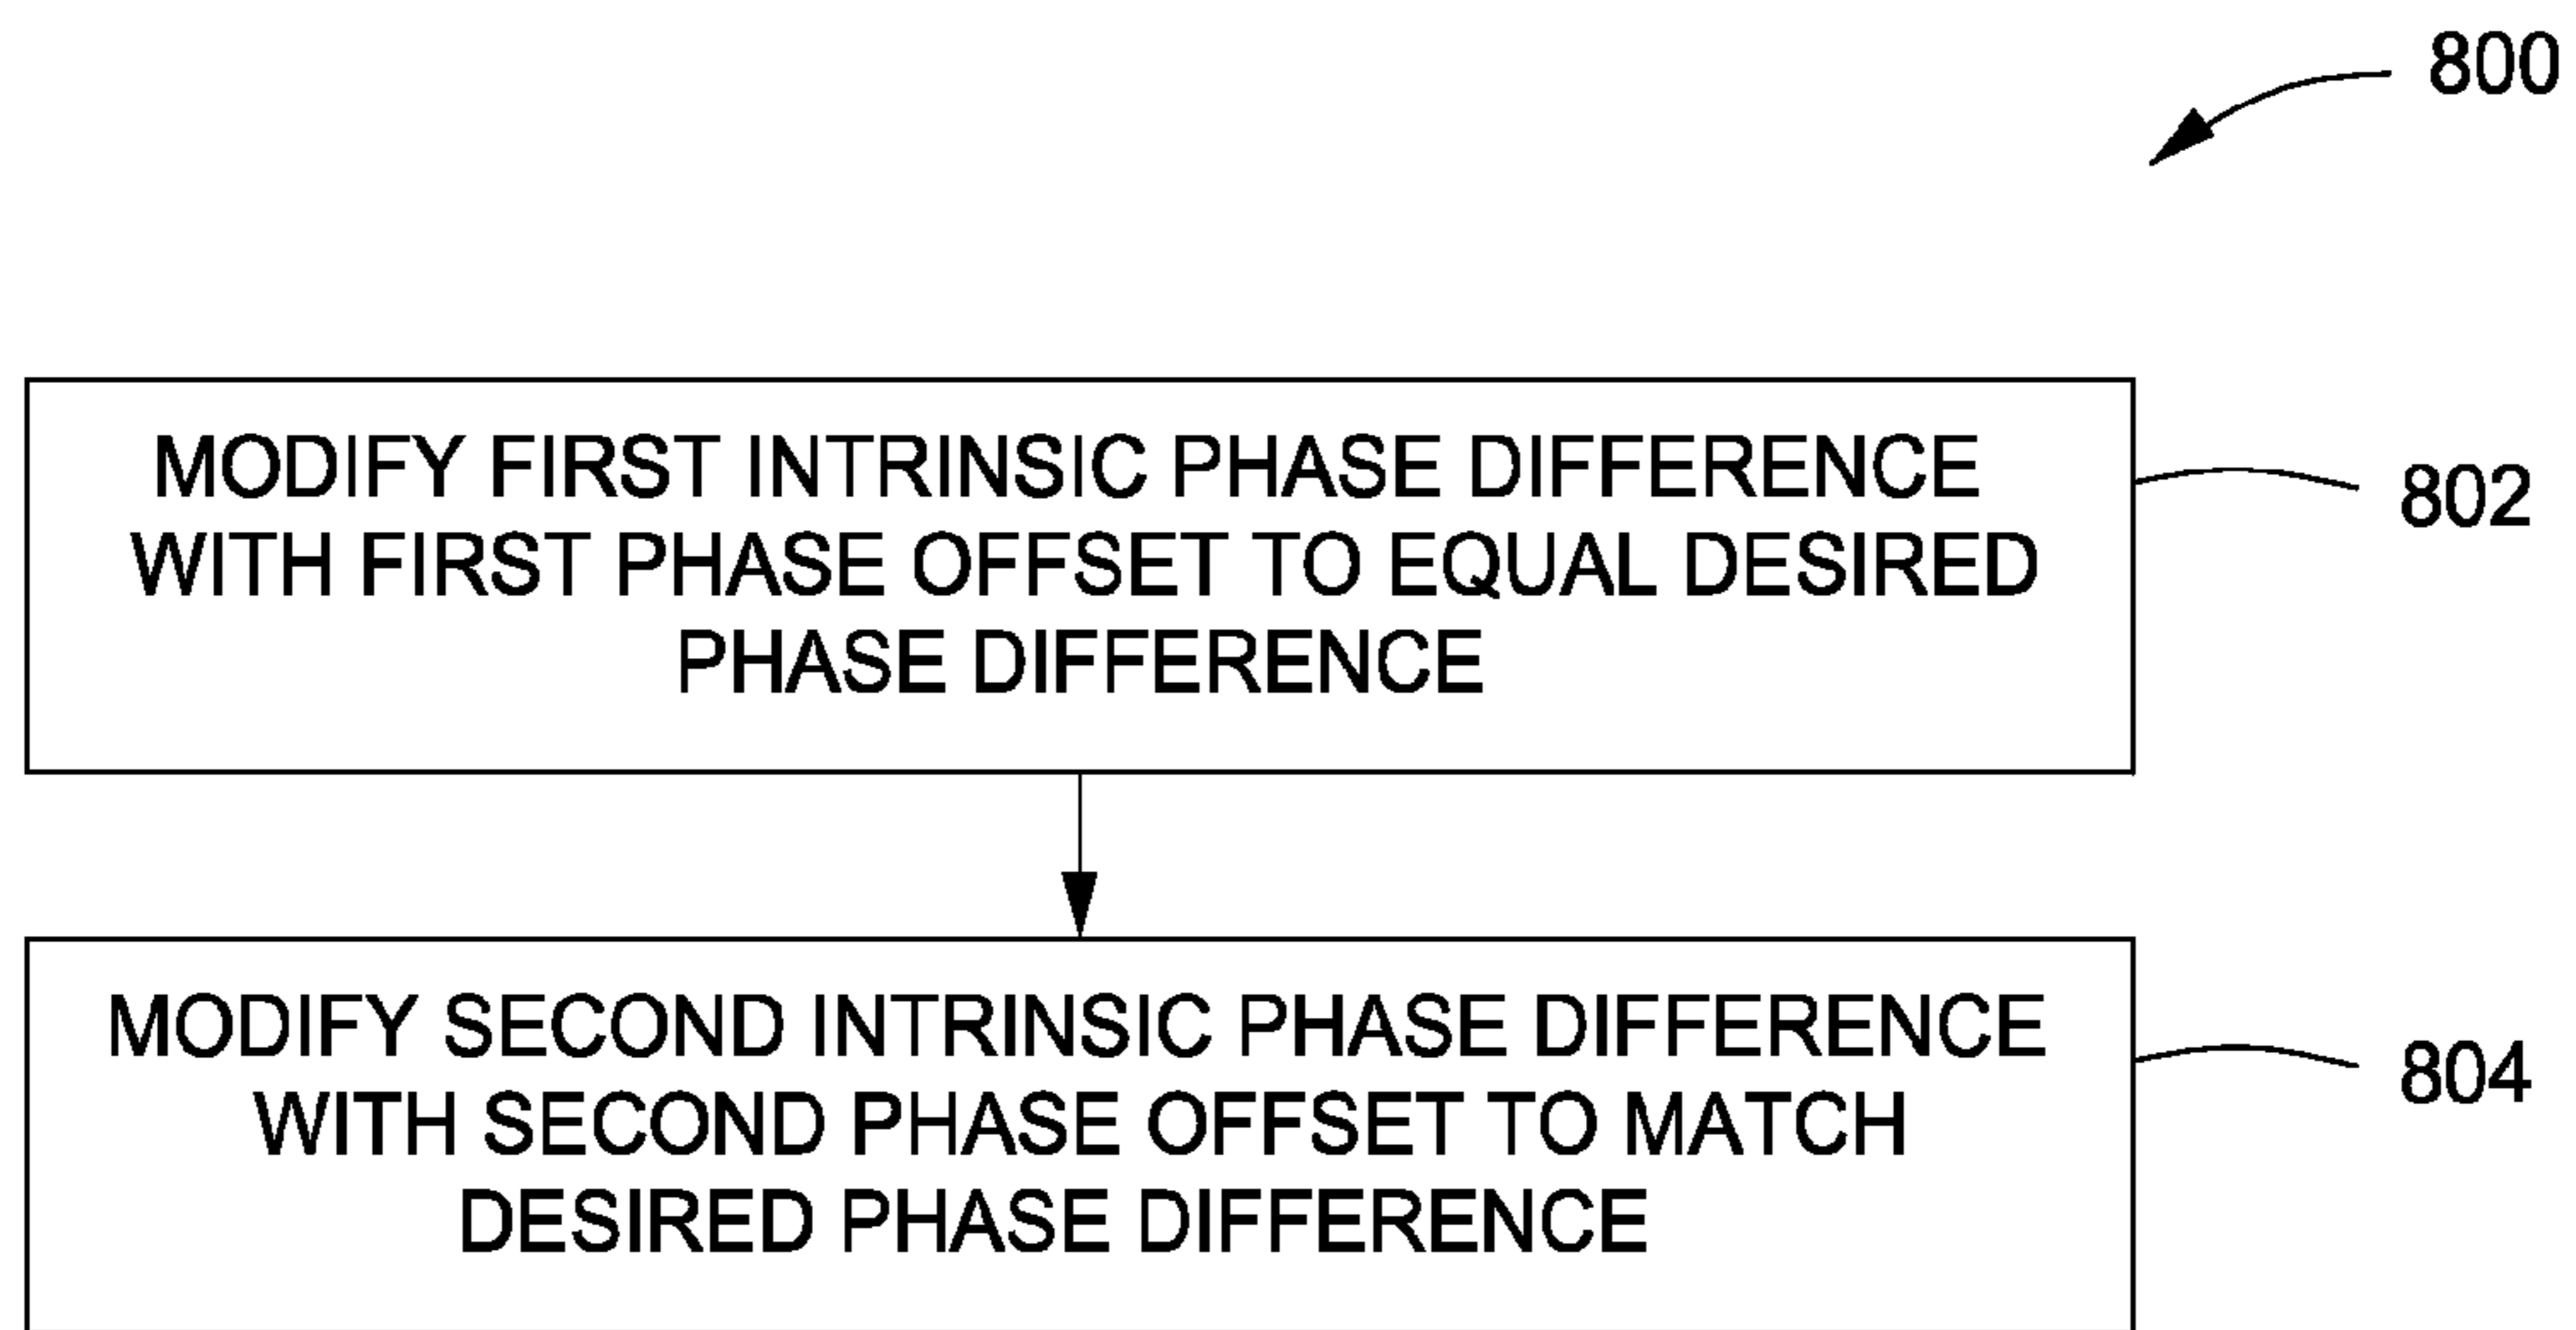 800
MODIFY FIRST INTRINSIC PHASE DIFFERENCE
WITH FIRST PHASE OFFSET TO EQUAL DESIRED
PHASE DIFFERENCE
802
MODIFY SECOND INTRINSIC PHASE DIFFERENCE
WITH SECOND PHASE OFFSET TO MATCH
DESIRED PHASE DIFFERENCE
804